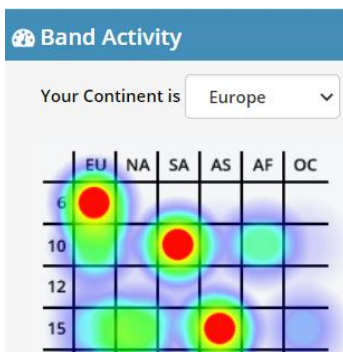 Band Activity
Your Continent is Europe
EU NA SA AS AF OC
6
10
12
15